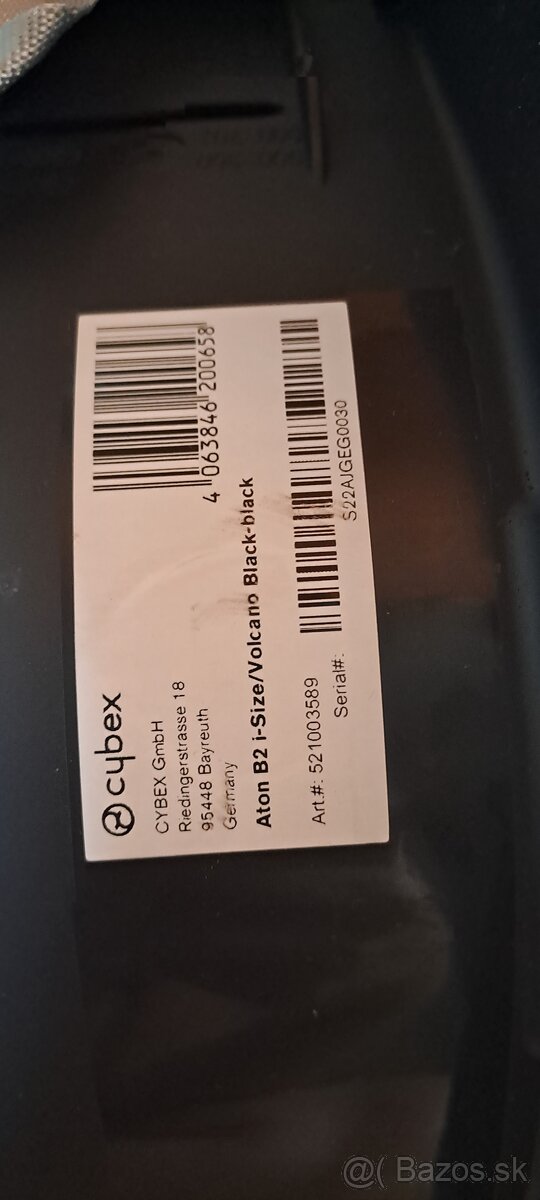 cybex
CYBEX GmbH
Riedingerstrasse 18
95448 Bayreuth
Germany
4 063846 200658
Aton B2 i-Size/Volcano Black-black
Art.#: 521003589
Serial#:
S22AJGEG0030
@( Bazos.sk